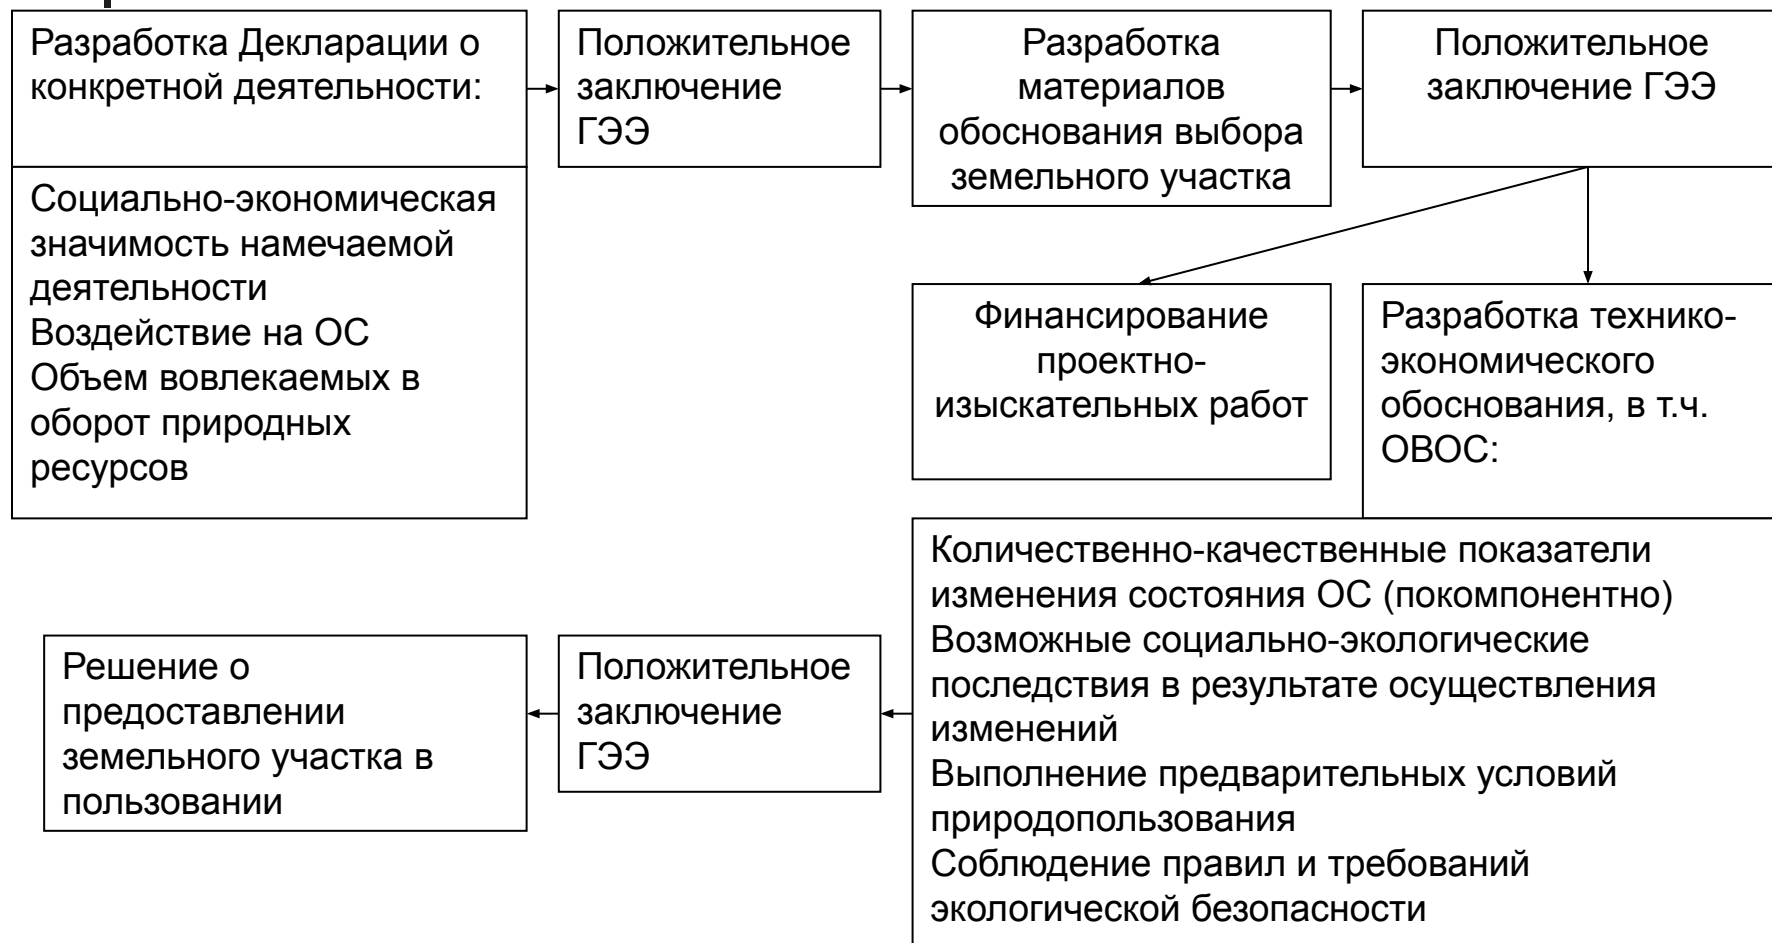 Разработка Декларации о
конкретной деятельности:
Социально-экономическая
значимость намечаемой
деятельности
Воздействие на ОС
Объем вовлекаемых в
оборот природных
ресурсов
Положительное
заключение
ГЭЭ
Разработка
материалов
обоснования выбора
земельного участка
Положительное
заключение ГЭЭ
Финансирование
проектно-
изыскательных работ
Разработка технико-
экономического
обоснования, в т.ч.
ОВОС:
Количественно-качественные показатели
изменения состояния ОС (покомпонентно)
Возможные социально-экологические
последствия в результате осуществления
изменений
Выполнение предварительных условий
природопользования
Соблюдение правил и требований
экологической безопасности
Положительное
заключение
ГЭЭ
Решение о
предоставлении
земельного участка в
пользовании